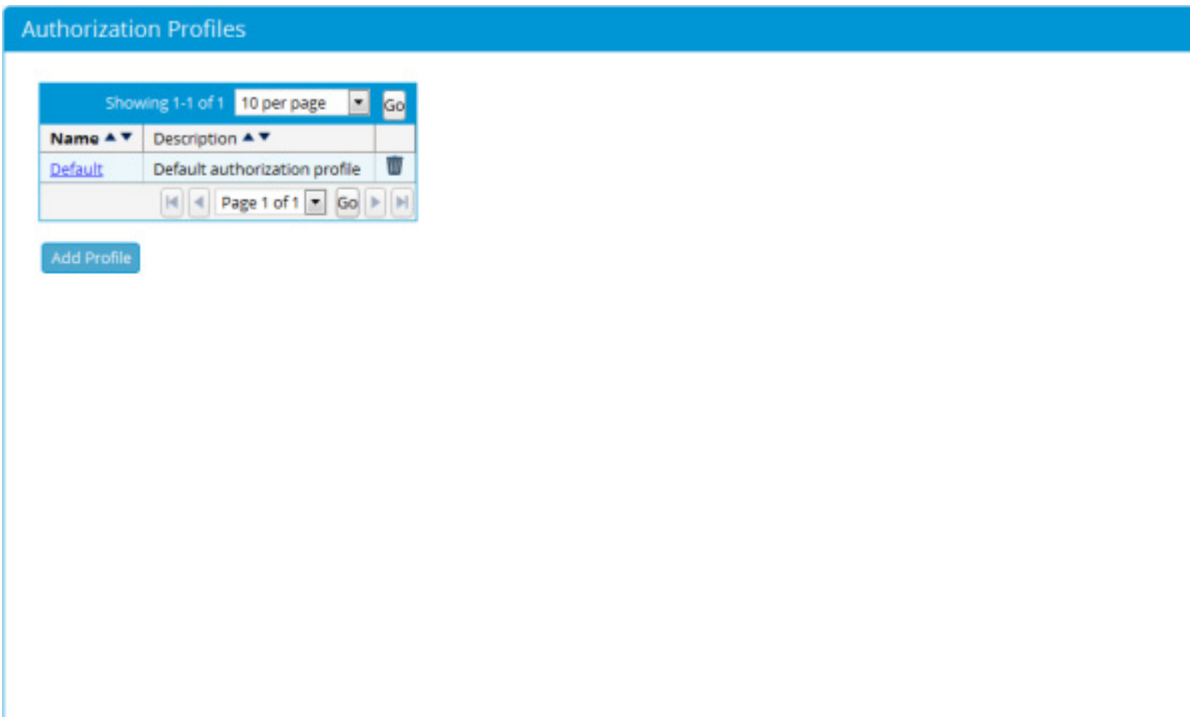 Authorization Profiles
Showing 1-1 of 1 10 per page Go
Name Description
Default Default authorization profile
Page 1 of 1 Go
Add Profile